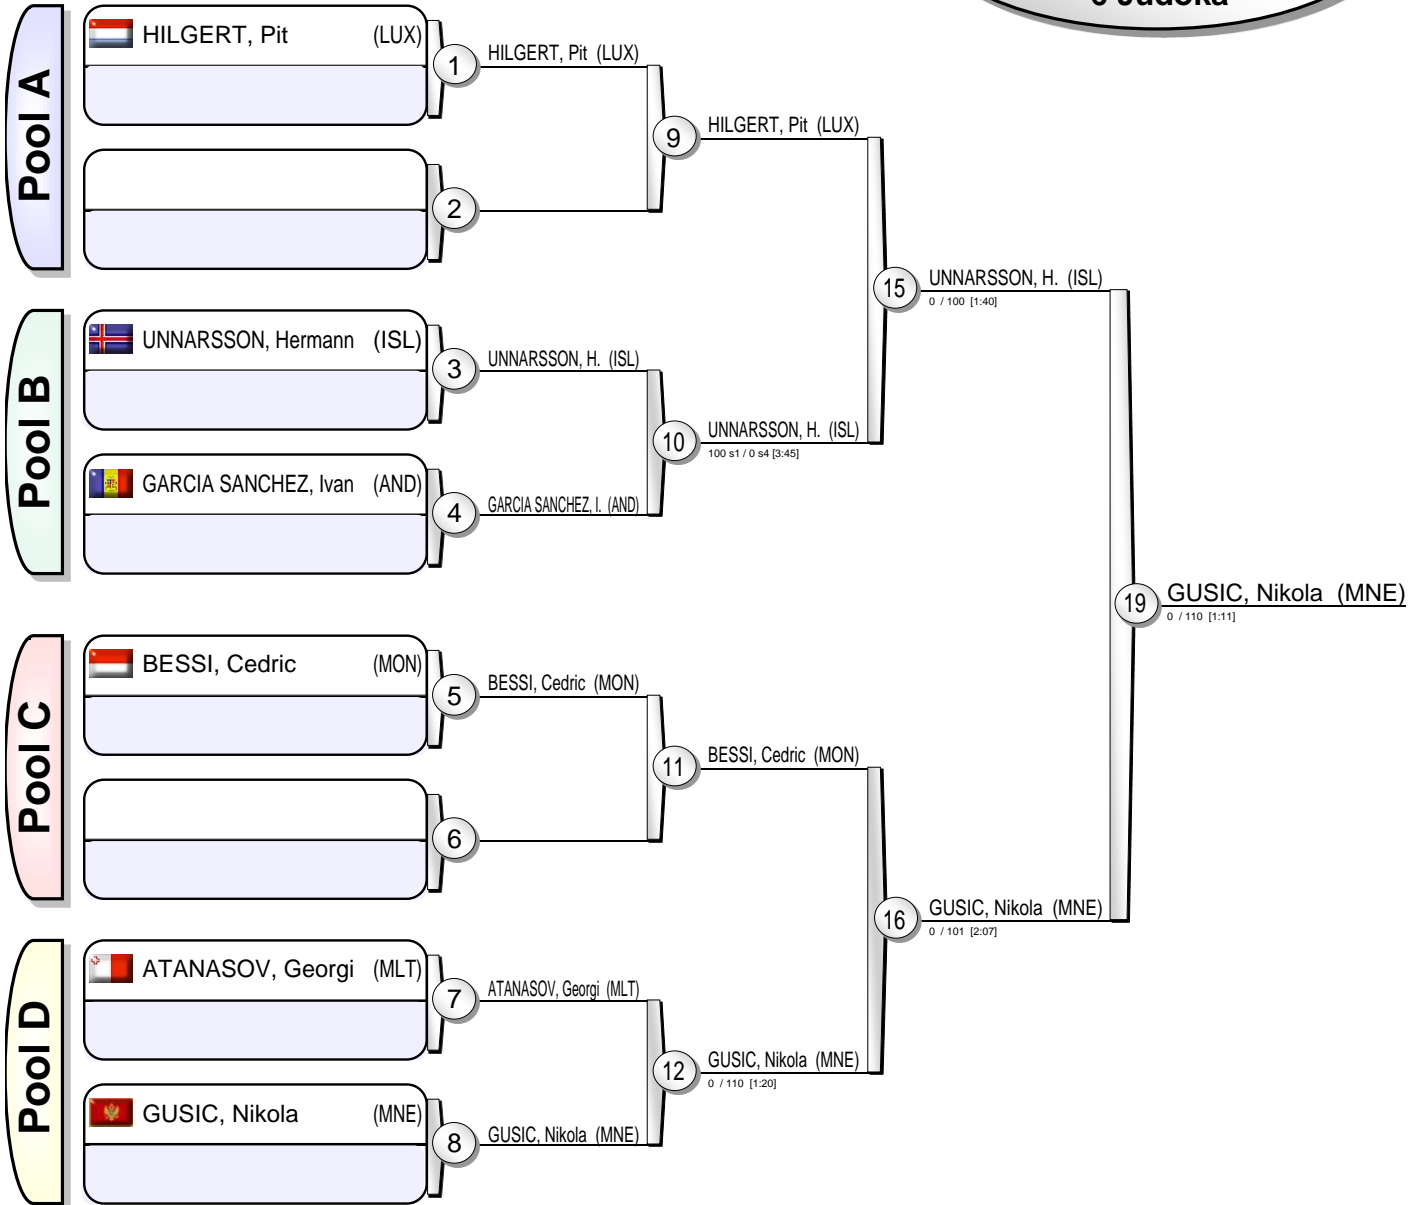 6 Judoka
Pool A
HILGERT, Pit (LUX)
1
HILGERT, Pit (LUX)
2
9
HILGERT, Pit (LUX)
Pool B
UNNARSSON, Hermann (ISL)
3
UNNARSSON, H. (ISL)
GARCIA SANCHEZ, Ivan (AND)
4
GARCIA SANCHEZ, I. (AND)
10
UNNARSSON, H. (ISL)
100 s1 / 0 s4 [3:45]
15
UNNARSSON, H. (ISL)
0 / 100 [1:40]
Pool C
BESSI, Cedric (MON)
5
BESSI, Cedric (MON)
6
11
BESSI, Cedric (MON)
Pool D
ATANASOV, Georgi (MLT)
7
ATANASOV, Georgi (MLT)
GUSIC, Nikola (MNE)
8
GUSIC, Nikola (MNE)
12
GUSIC, Nikola (MNE)
0 / 110 [1:20]
16
GUSIC, Nikola (MNE)
0 / 101 [2:07]
19
GUSIC, Nikola (MNE)
0 / 110 [1:11]